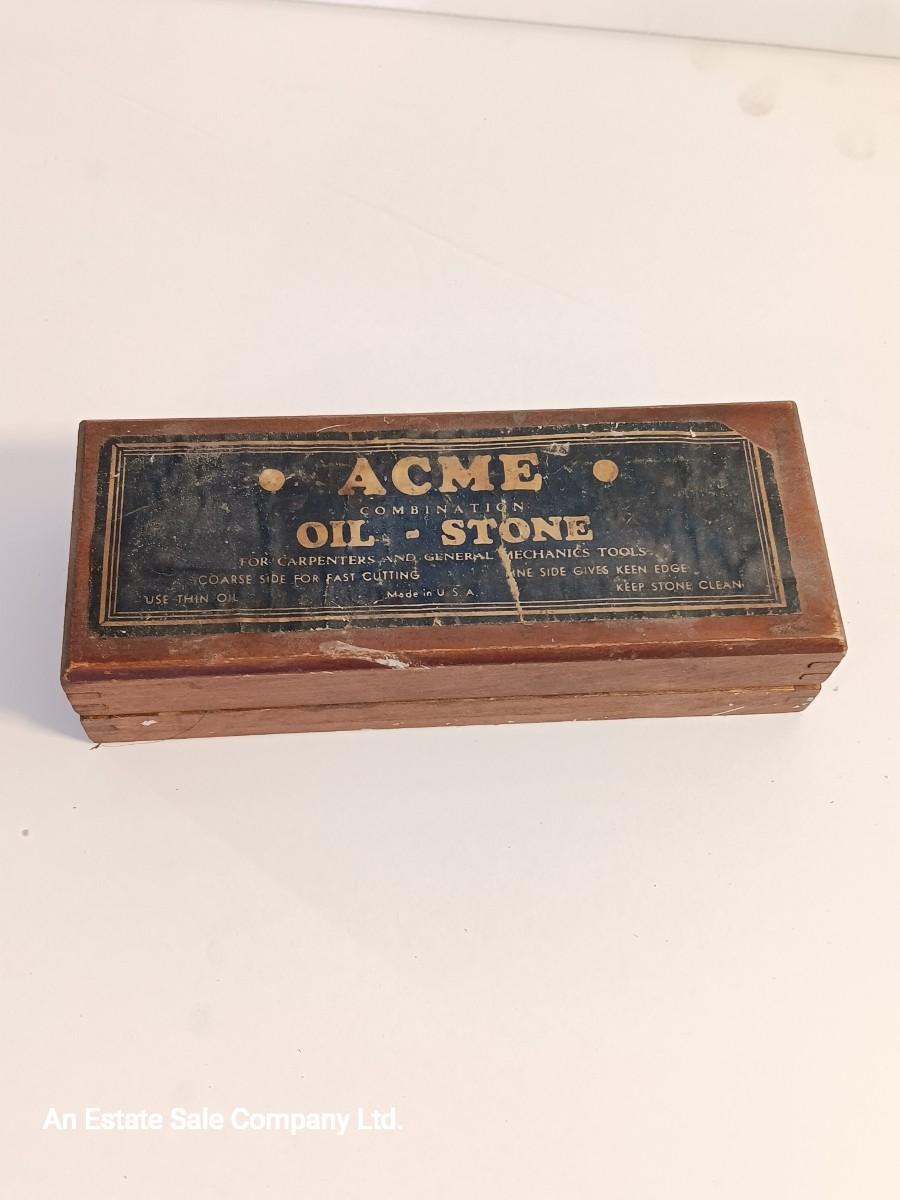 ACME
COMBINATION
OIL - STONE
FOR CARPENTERS AND GENERAL MECHANICS TOOLS
COARSE SIDE FOR FAST CUTTING FINE SIDE GIVES KEEN EDGE
USE THIN OIL Made in U.S.A. KEEP STONE CLEAN
An Estate Sale Company Ltd.